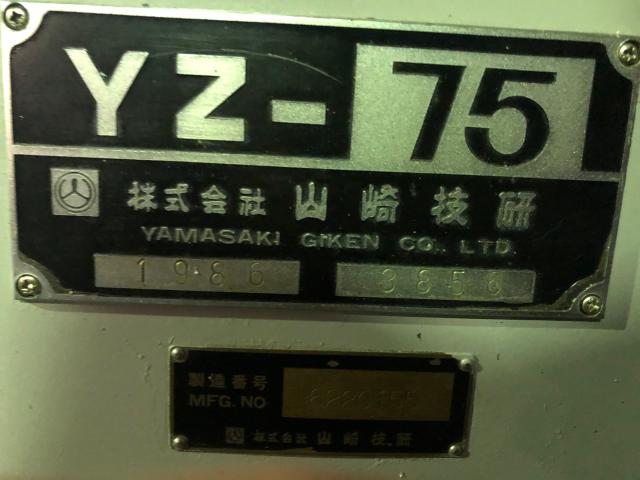 YZ-75
株式会社 山崎技研
YAMASAKI GIKEN CO., LTD.
1986 3856
製造番号
MFG. NO
株式会社 山崎技研